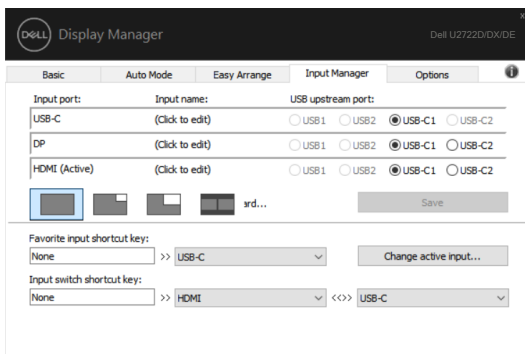 x
DELL Display Manager
Dell U2722D/DX/DE
Basic Auto Mode Easy Arrange Input Manager Options i
Input port: Input name: USB upstream port:
USB-C (Click to edit) USB1 USB2 USB-C1 USB-C2
DP (Click to edit) USB1 USB2 USB-C1 USB-C2
HDMI (Active) (Click to edit) USB1 USB2 USB-C1 USB-C2
ard... Save
Favorite input shortcut key:
None >> USB-C Change active input...
Input switch shortcut key:
None >> HDMI <<>> USB-C